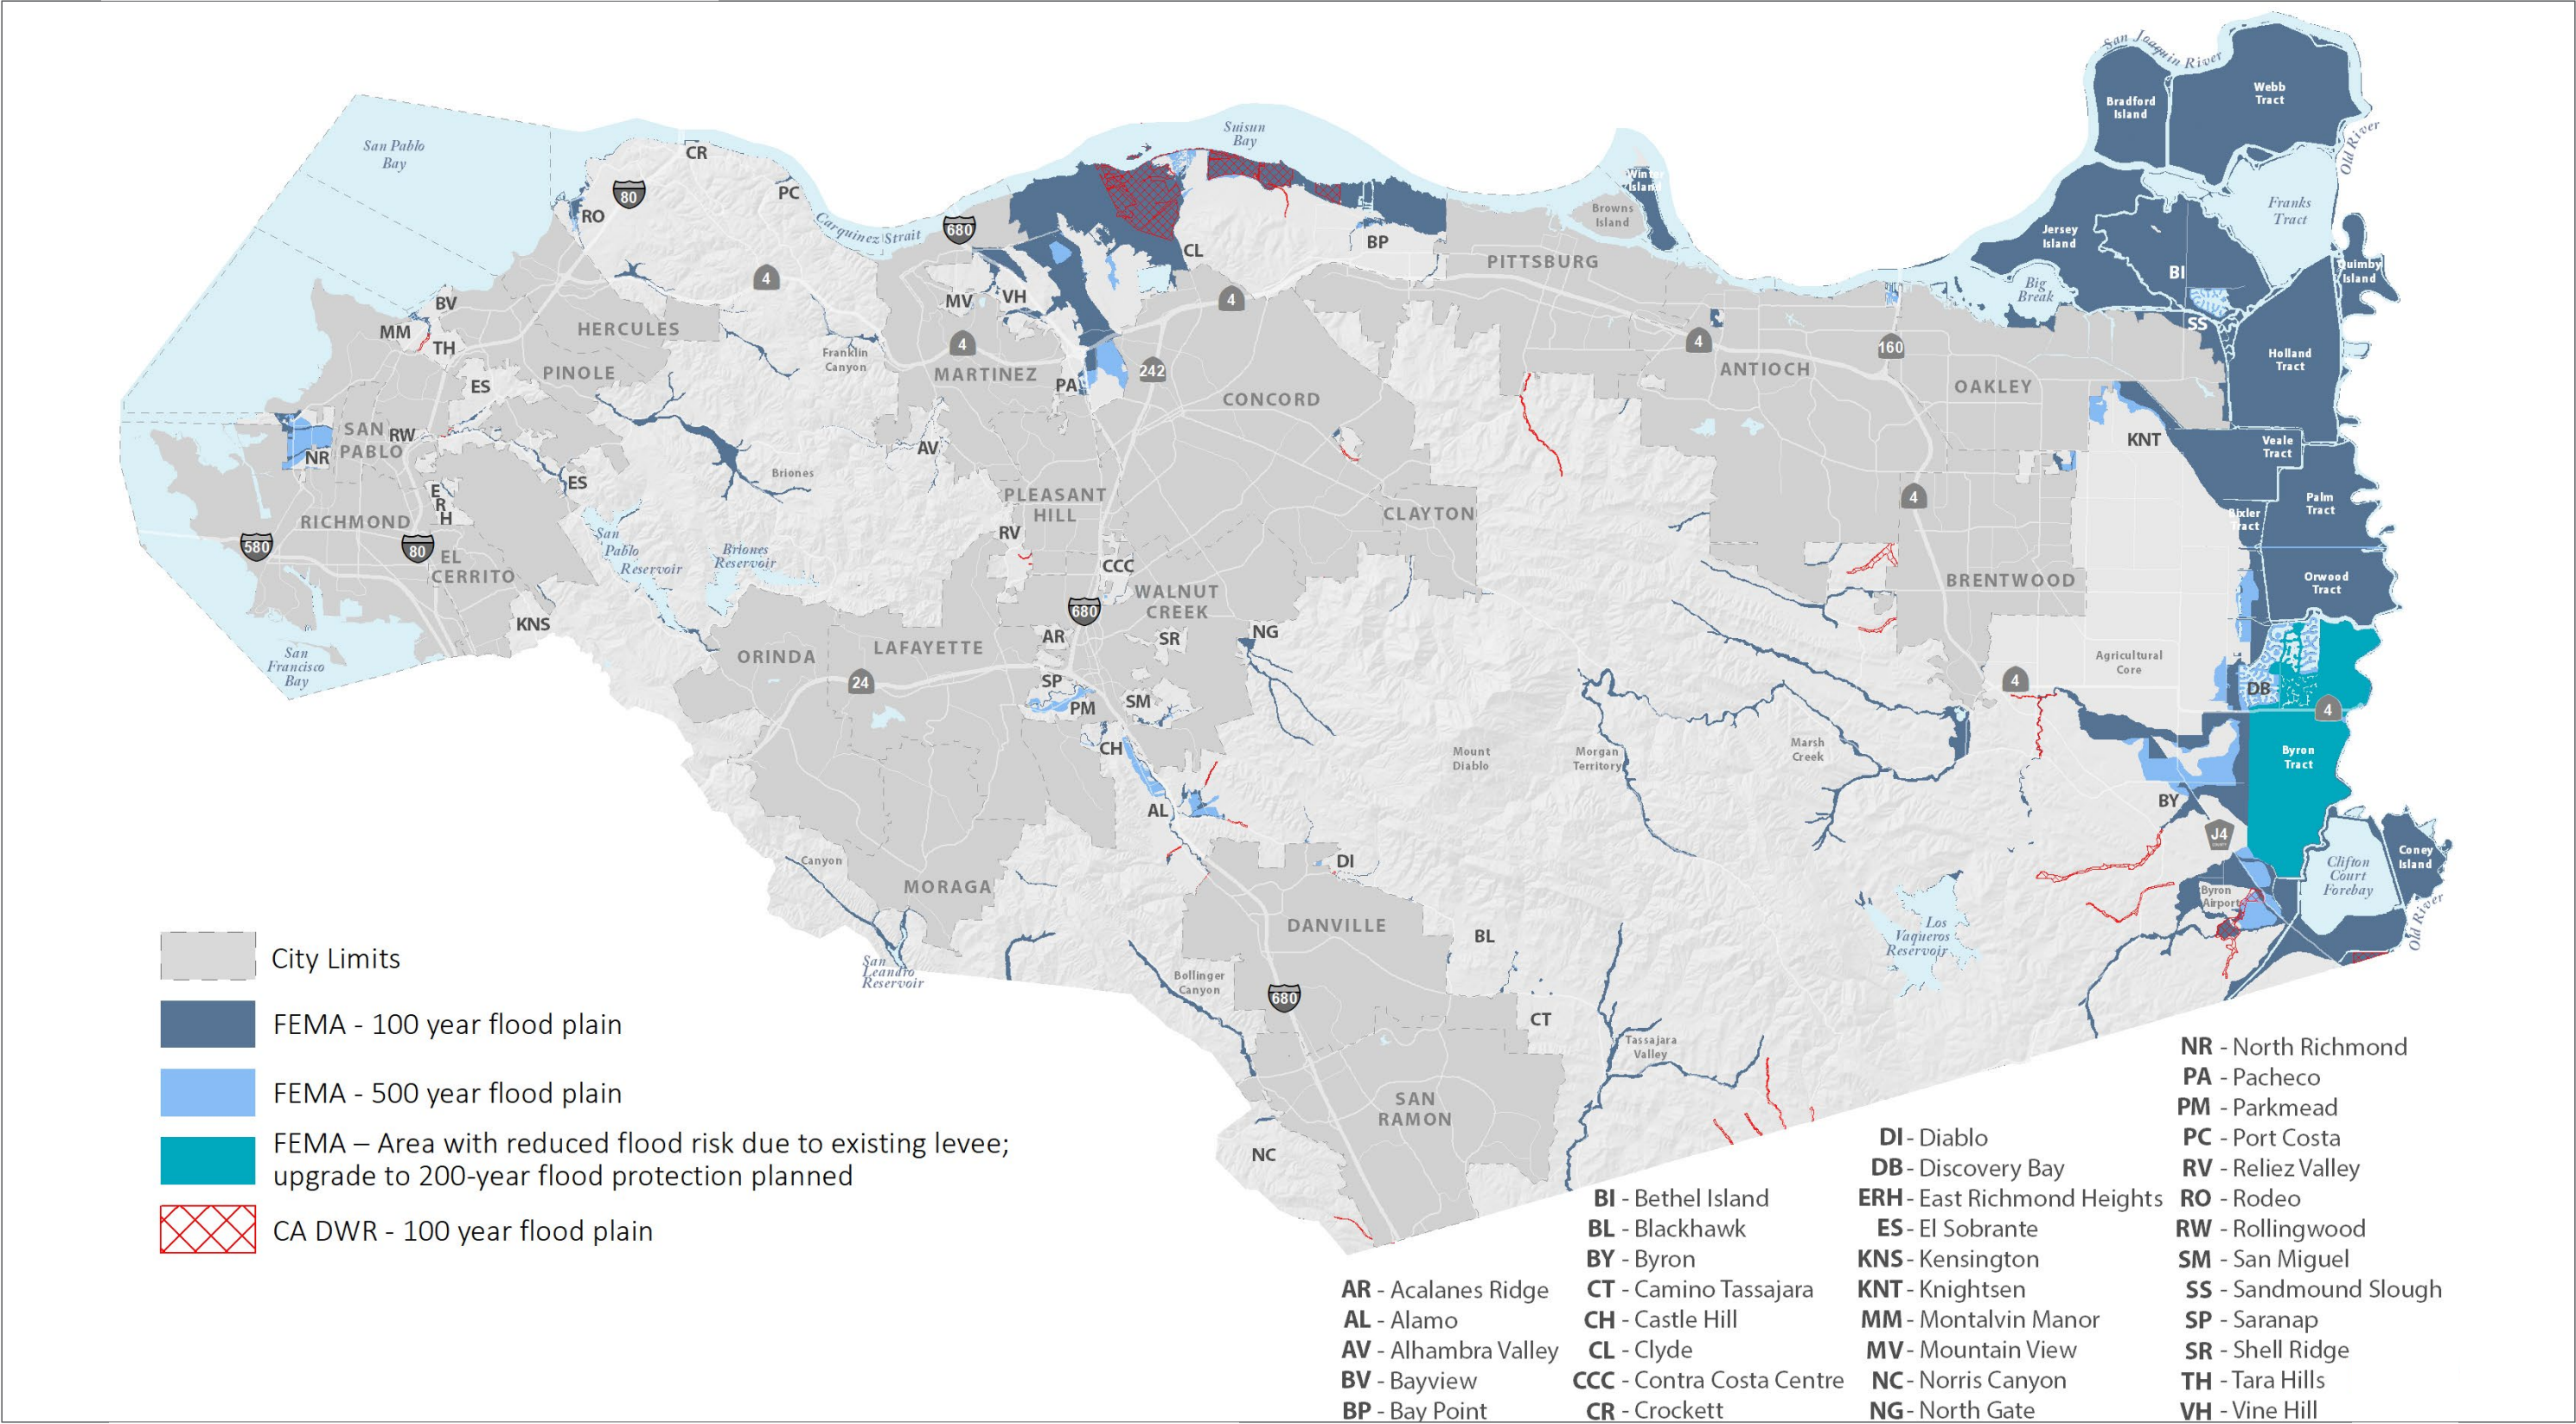 San Joaquin River
Webb
Tract
Bradford
Island
Old River
Suisun
Bay
San Pablo
Bay
CR
Winter
Island
80
PC
RO
Browns
Island
Franks
Tract
Carquinez Strait
680
Jersey
Island
CL
BP
PITTSBURG
Quimby
Island
BI
4
Big
Break
MV
VH
4
BV
SS
MM
HERCULES
TH
4
4
160
Franklin
Canyon
Holland
Tract
PINOLE
MARTINEZ
242
ANTIOCH
ES
PA
OAKLEY
CONCORD
SAN
PABLO
RW
KNT
Veale
Tract
NR
AV
Briones
ES
PLEASANT
HILL
4
Palm
Tract
E
R
H
RICHMOND
CLAYTON
Bixler
Tract
RV
San
Pablo
Reservoir
Briones
Reservoir
580
80
EL
CERRITO
CCC
BRENTWOOD
Orwood
Tract
WALNUT
CREEK
680
KNS
AR
SR
NG
San
Francisco
Bay
ORINDA
LAFAYETTE
Agricultural
Core
24
SP
4
DB
PM
SM
4
CH
Mount
Diablo
Morgan
Territory
Marsh
Creek
Byron
Tract
AL
BY
J4
Canyon
DI
Clifton
Court
Forebay
Coney
Island
MORAGA
Byron
Airport
DANVILLE
BL
Los
Vaqueros
Reservoir
Old River
San
Leandro
Reservoir
Bollinger
Canyon
680
CT
Tassajara
Valley
SAN
RAMON
NC
City Limits
FEMA - 100 year flood plain
FEMA - 500 year flood plain
FEMA – Area with reduced flood risk due to existing levee;
upgrade to 200-year flood protection planned
CA DWR - 100 year flood plain
AR - Acalanes Ridge
AL - Alamo
AV - Alhambra Valley
BV - Bayview
BP - Bay Point
BI - Bethel Island
BL - Blackhawk
BY - Byron
CT - Camino Tassajara
CH - Castle Hill
CL - Clyde
CCC - Contra Costa Centre
CR - Crockett
DI - Diablo
DB - Discovery Bay
ERH - East Richmond Heights
ES - El Sobrante
KNS - Kensington
KNT - Knightsen
MM - Montalvin Manor
MV - Mountain View
NC - Norris Canyon
NG - North Gate
NR - North Richmond
PA - Pacheco
PM - Parkmead
PC - Port Costa
RV - Reliez Valley
RO - Rodeo
RW - Rollingwood
SM - San Miguel
SS - Sandmound Slough
SP - Saranap
SR - Shell Ridge
TH - Tara Hills
VH - Vine Hill